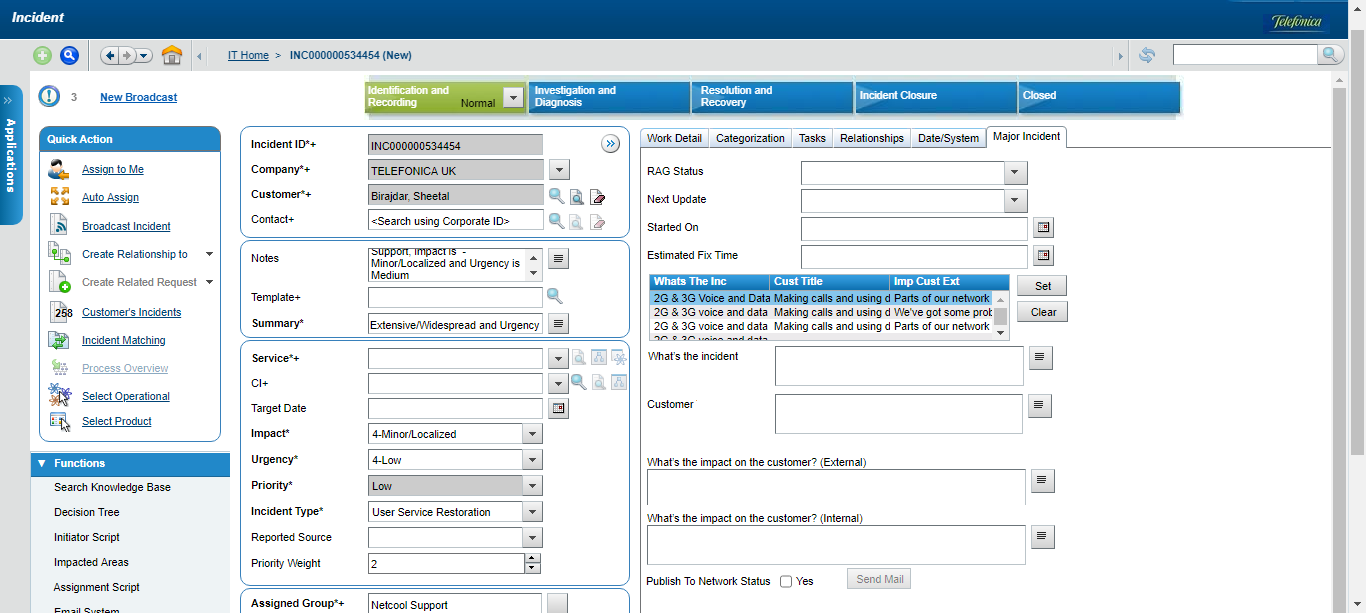 Incident
Telefónica
IT Home > INC000000534454 (New)
3 New Broadcast
Identification and
Recording
Normal
Investigation and
Diagnosis
Resolution and
Recovery
Incident Closure
Closed
Applications
Quick Action
Assign to Me
Auto Assign
Broadcast Incident
Create Relationship to
Create Related Request
258 Customer's Incidents
Incident Matching
Process Overview
Select Operational
Select Product
Functions
Search Knowledge Base
Decision Tree
Initiator Script
Impacted Areas
Assignment Script
Email System
Incident ID*+ INC000000534454
Company*+ TELEFONICA UK
Customer*+ Birajdar, Sheetal
Contact+ <Search using Corporate ID>
Notes
Support, Impact is -
Minor/Localized and Urgency is
Medium
Template+
Summary* Extensive/Widespread and Urgency
Service*+
CI+
Target Date
Impact* 4-Minor/Localized
Urgency* 4-Low
Priority* Low
Incident Type* User Service Restoration
Reported Source
Priority Weight 2
Assigned Group*+ Netcool Support
Work Detail Categorization Tasks Relationships Date/System Major Incident
RAG Status
Next Update
Started On
Estimated Fix Time
Whats The Inc Cust Title Imp Cust Ext
2G & 3G Voice and Data Making calls and using d Parts of our network
2G & 3G voice and data Making calls and using d We've got some prob
2G & 3G voice and data Making calls and using d Parts of our network
2G & 3G voice and data
Set
Clear
What's the incident
Customer
What's the impact on the customer? (External)
What's the impact on the customer? (Internal)
Publish To Network Status Yes Send Mail